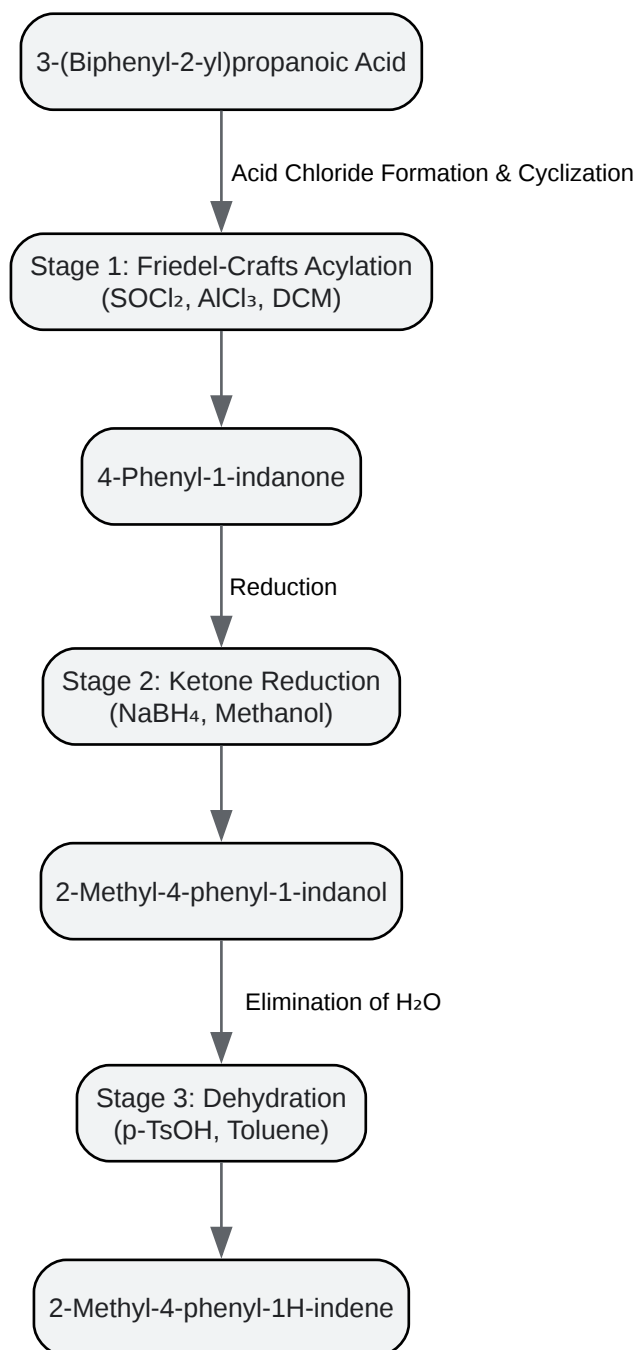 3-(Biphenyl-2-yl)propanoic Acid
Acid Chloride Formation & Cyclization
Stage 1: Friedel-Crafts Acylation
(SOCl₂, AlCl₃, DCM)
4-Phenyl-1-indanone
Reduction
Stage 2: Ketone Reduction
(NaBH₄, Methanol)
2-Methyl-4-phenyl-1-indanol
Elimination of H₂O
Stage 3: Dehydration
(p-TsOH, Toluene)
2-Methyl-4-phenyl-1H-indene